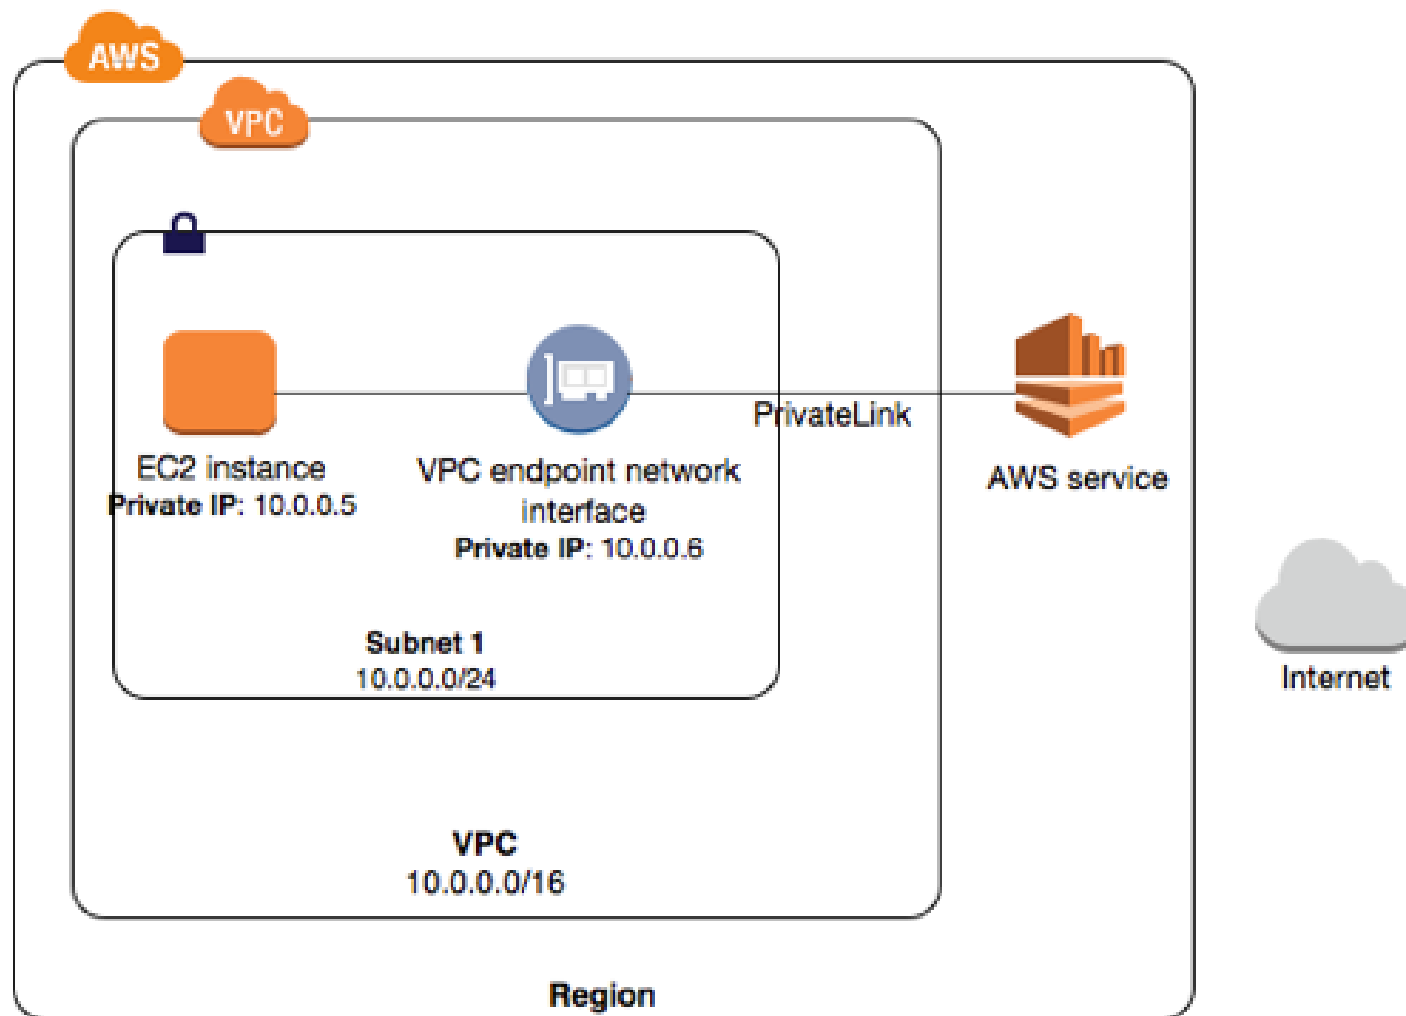 AWS
VPC
EC2 instance
Private IP: 10.0.0.5
VPC endpoint network
interface
Private IP: 10.0.0.6
PrivateLink
AWS service
Subnet 1
10.0.0.0/24
Internet
VPC
10.0.0.0/16
Region